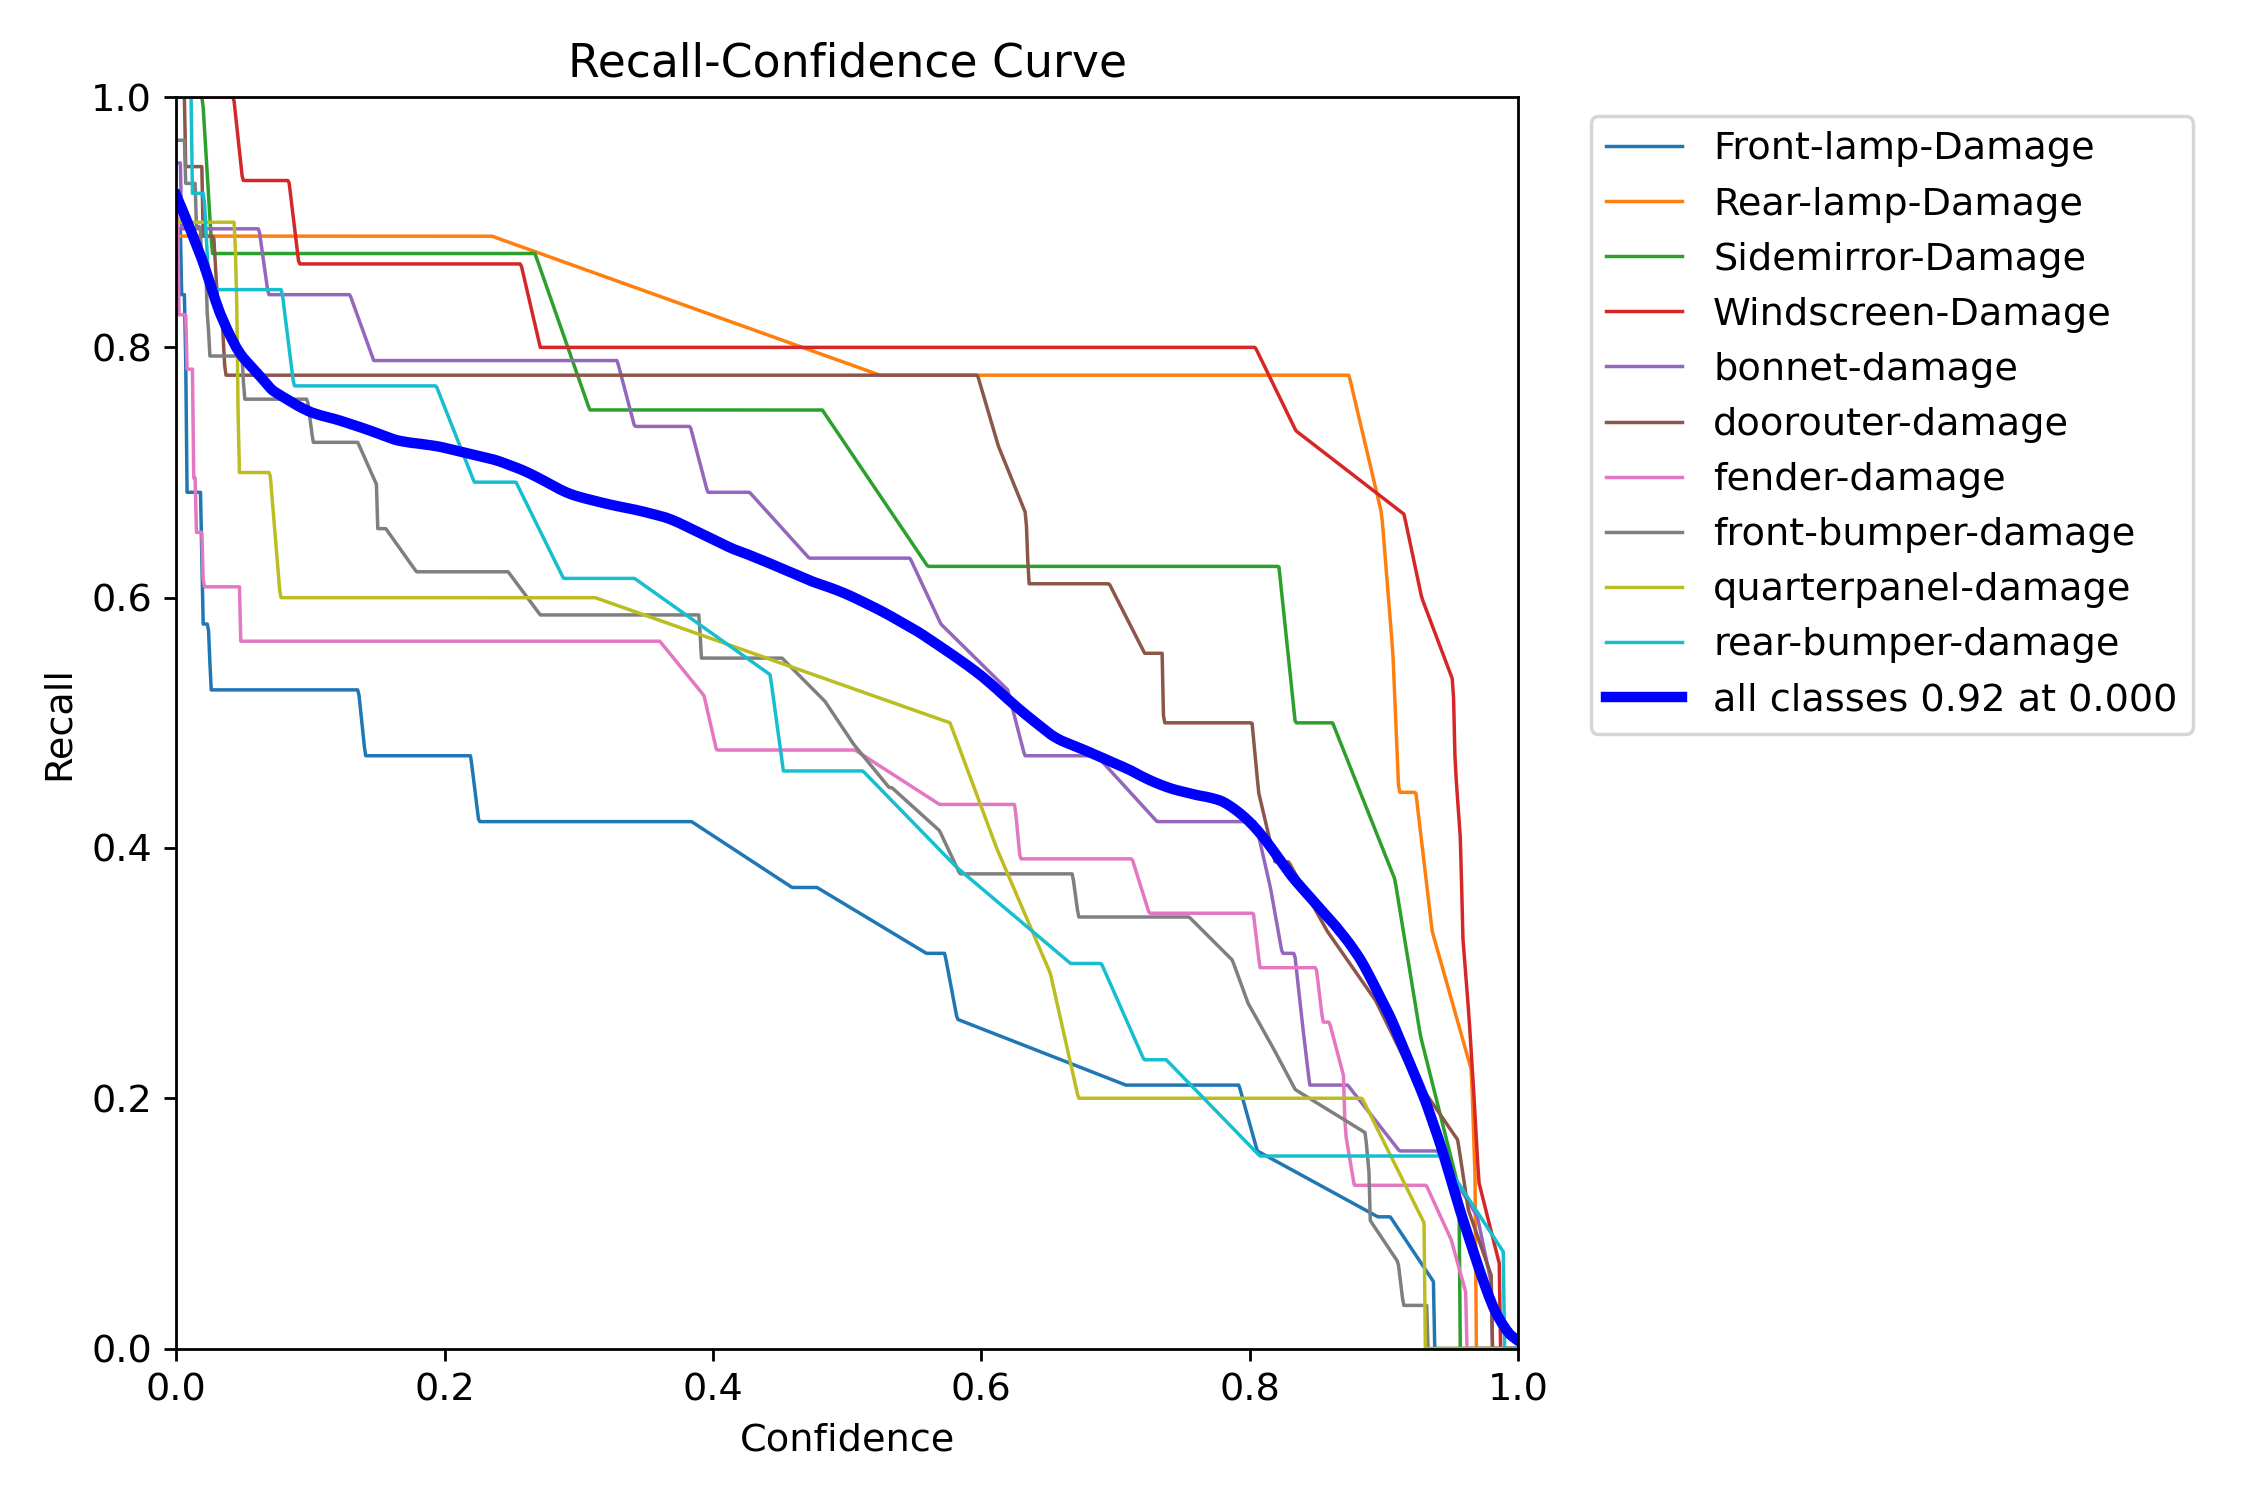 Recall-Confidence Curve
1.0
0.8
0.6
0.4
0.2
0.0
Recall
0.0 0.2 0.4 0.6 0.8 1.0
Confidence
Front-lamp-Damage
Rear-lamp-Damage
Sidemirror-Damage
Windscreen-Damage
bonnet-damage
doorouter-damage
fender-damage
front-bumper-damage
quarterpanel-damage
rear-bumper-damage
all classes 0.92 at 0.000